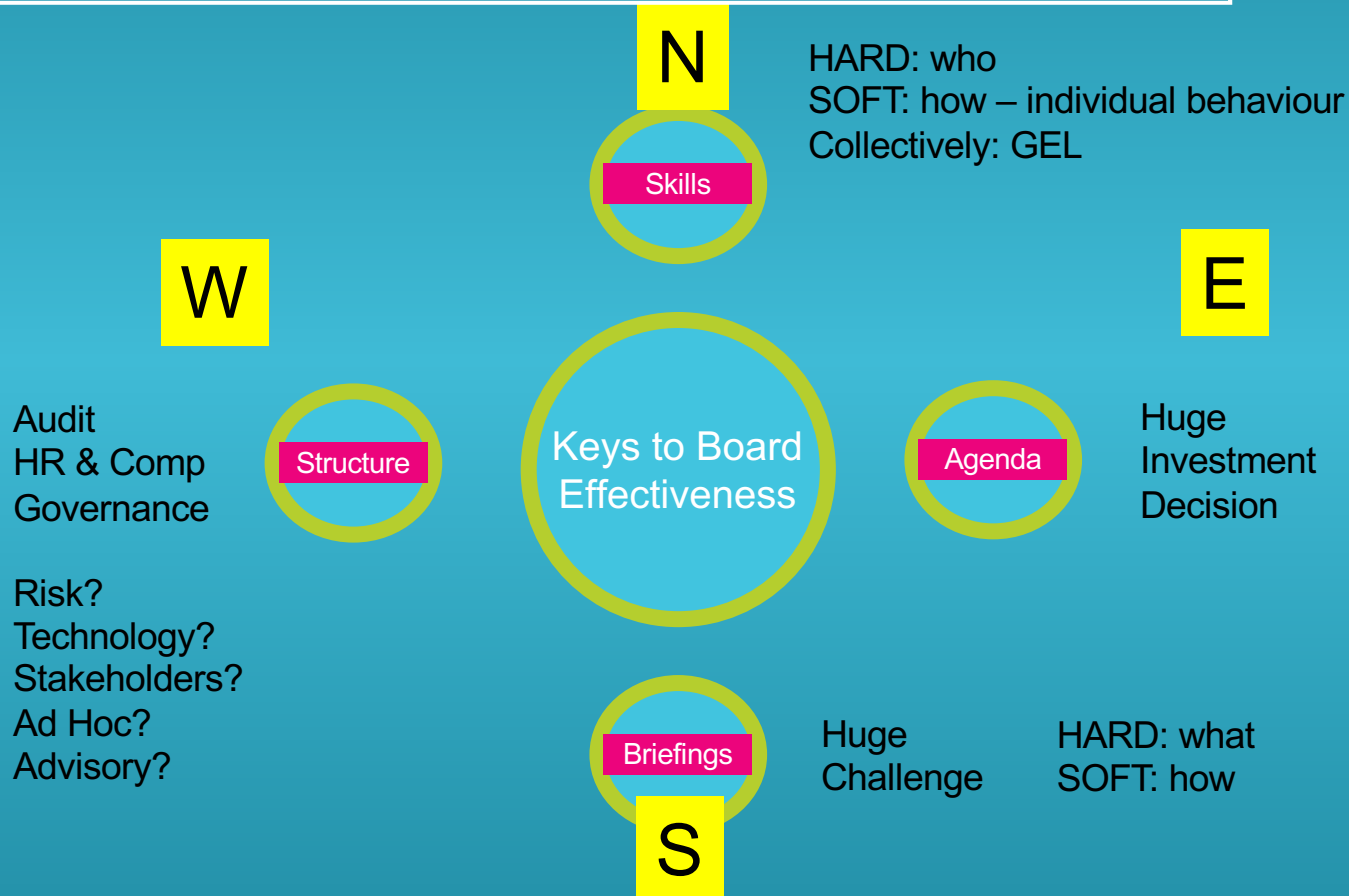 N
HARD: who
SOFT: how – individual behaviour
Collectively: GEL
Skills
W
E
Audit
HR & Comp
Governance
Risk?
Technology?
Stakeholders?
Ad Hoc?
Advisory?
Structure
Keys to Board
Effectiveness
Agenda
Huge
Investment
Decision
Briefings
Huge
Challenge
HARD: what
SOFT: how
S